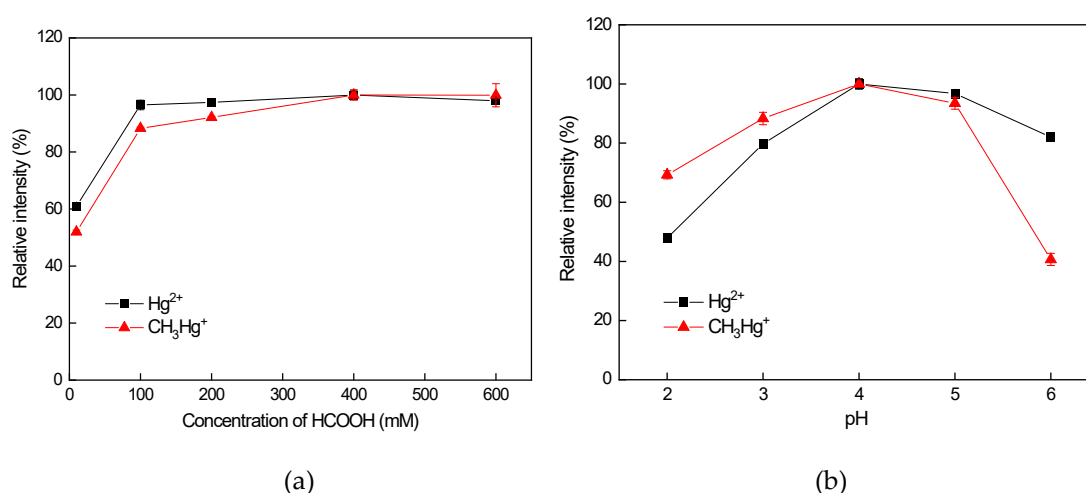 120
100
80
60
40
20
0
Relative intensity (%)
Hg²⁺
CH₃Hg⁺
0 100 200 300 400 500 600
Concentration of HCOOH (mM)
(a)
120
100
80
60
40
20
0
Relative intensity (%)
Hg²⁺
CH₃Hg⁺
2 3 4 5 6
pH
(b)